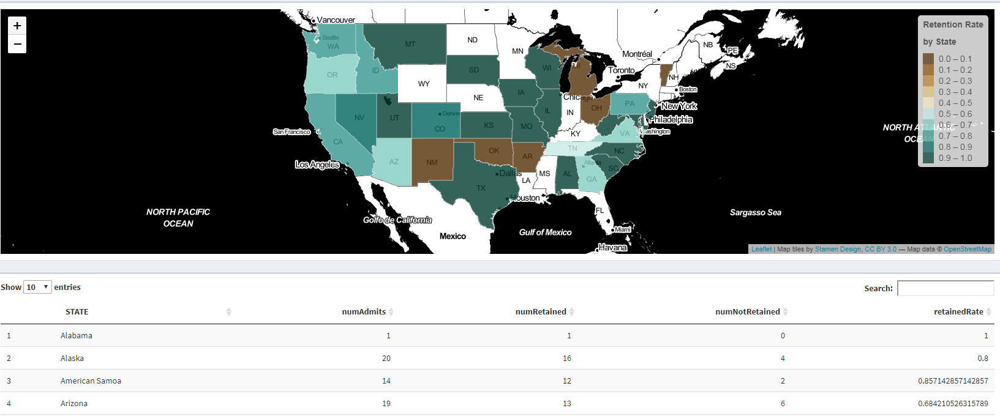 +
−
Vancouver
Seattle
WA
MT
ND
MN
OR
ID
SD
WI
MI
WY
NE
IA
Montréal
Toronto
NB
PE
NS
NH
NY
Boston
Chicago
New York
PA
Philadelphia
Washington
OH
IN
IL
NV
UT
Denve
CO
KS
MO
KY
VA
San Francisco
CA
TN
NC
Los Angeles
AZ
NM
OK
AR
Atlanta
SC
Dallas
LA
MS
AL
GA
TX
Houston
FL
Miami
Havana
NORTH PACIFIC
OCEAN
Golfo de California
Mexico
Gulf of Mexico
Sargasso Sea
NORTH ATLANTIC
OCEAN
Retention Rate
by State
0.0 – 0.1
0.1 – 0.2
0.2 – 0.3
0.3 – 0.4
0.4 – 0.5
0.5 – 0.6
0.6 – 0.7
0.7 – 0.8
0.8 – 0.9
0.9 – 1.0
Leaflet | Map tiles by Stamen Design, CC BY 3.0 — Map data © OpenStreetMap
Show 10 entries
Search:
STATE numAdmits numRetained numNotRetained retainedRate
1 Alabama 1 1 0 1
2 Alaska 20 16 4 0.8
3 American Samoa 14 12 2 0.857142857142857
4 Arizona 19 13 6 0.684210526315789